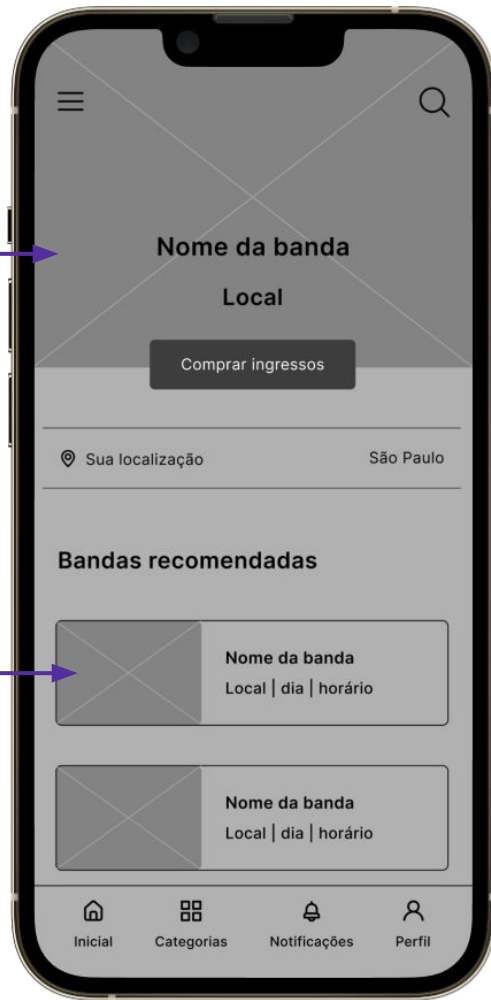 Nome da banda
Local
Comprar ingressos
Sua localização São Paulo
Bandas recomendadas
Nome da banda
Local | dia | horário
Nome da banda
Local | dia | horário
Inicial Categorias Notificações Perfil